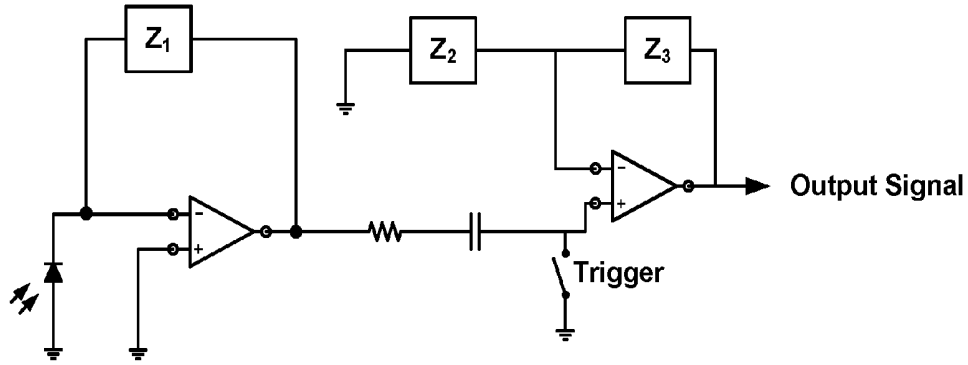 Z1
Z2
Z3
-
+
-
+
Output Signal
Trigger